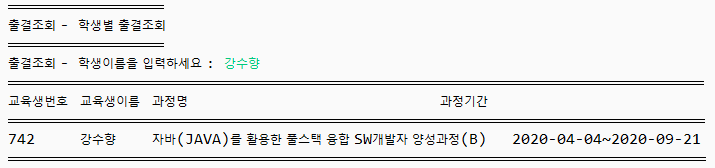 출결조회 - 학생별 출결조회
출결조회 - 학생이름을 입력하세요 : 강수향
교육생번호 교육생이름 과정명 과정기간
742 강수향 자바(JAVA)를 활용한 풀스택 융합 SW개발자 양성과정(B) 2020-04-04~2020-09-21